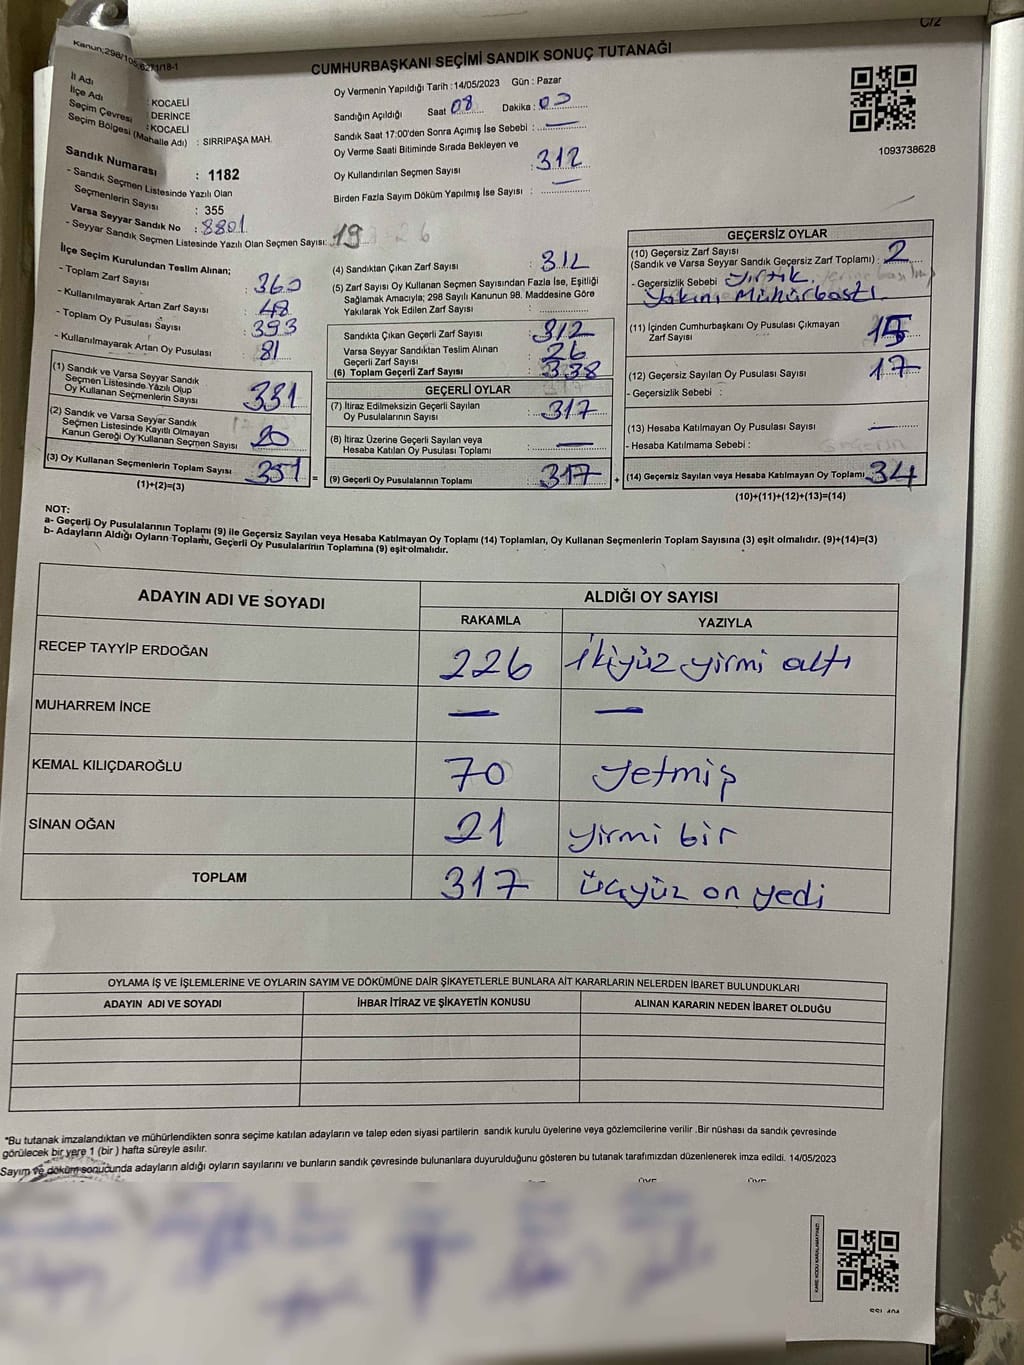 C/2
Kanun;298/105,6271/18-1
CUMHURBAŞKANI SEÇİMİ SANDIK SONUÇ TUTANAĞI
İl Adı : KOCAELİ
İlçe Adı : DERİNCE
Seçim Çevresi : KOCAELİ
Seçim Bölgesi (Mahalle Adı) : SIRRIPAŞA MAH.
Sandık Numarası : 1182
- Sandık Seçmen Listesinde Yazılı Olan
Seçmenlerin Sayısı : 355
Varsa Seyyar Sandık No : 8801
- Seyyar Sandık Seçmen Listesinde Yazılı Olan Seçmen Sayısı: 19
Oy Vermenin Yapıldığı Tarih :14/05/2023 Gün : Pazar
Sandığın Açıldığı Saat 08 Dakika : 00
Sandık Saat 17:00'den Sonra Açımış İse Sebebi : —
Oy Verme Saati Bitiminde Sırada Bekleyen ve
Oy Kullandırılan Seçmen Sayısı : 312
Birden Fazla Sayım Döküm Yapılmış İse Sayısı : —
1093738628
İlçe Seçim Kurulundan Teslim Alınan;
- Toplam Zarf Sayısı : 360
- Kullanılmayarak Artan Zarf Sayısı : 48
- Toplam Oy Pusulası Sayısı : 393
- Kullanılmayarak Artan Oy Pusulası : 81
(1) Sandık ve Varsa Seyyar Sandık
Seçmen Listesinde Yazılı Olup
Oy Kullanan Seçmenlerin Sayısı 331
(2) Sandık ve Varsa Seyyar Sandık
Seçmen Listesinde Kayıtlı Olmayan
Kanun Gereği Oy Kullanan Seçmen Sayısı 20
(3) Oy Kullanan Seçmenlerin Toplam Sayısı 351
(1)+(2)=(3)
(4) Sandıktan Çıkan Zarf Sayısı : 312
(5) Zarf Sayısı Oy Kullanan Seçmen Sayısından Fazla İse, Eşitliği
Sağlamak Amacıyla; 298 Sayılı Kanunun 98. Maddesine Göre
Yakılarak Yok Edilen Zarf Sayısı :
Sandıkta Çıkan Geçerli Zarf Sayısı : 312
Varsa Seyyar Sandıktan Teslim Alınan
Geçerli Zarf Sayısı : 26
(6) Toplam Geçerli Zarf Sayısı : 338
GEÇERLİ OYLAR
(7) İtiraz Edilmeksizin Geçerli Sayılan
Oy Pusulalarının Sayısı : 317
(8) İtiraz Üzerine Geçerli Sayılan veya
Hesaba Katılan Oy Pusulası Toplamı : —
= (9) Geçerli Oy Pusulalarının Toplamı : 317
GEÇERSİZ OYLAR
(10) Geçersiz Zarf Sayısı
(Sandık ve Varsa Seyyar Sandık Geçersiz Zarf Toplamı) : 2
- Geçersizlik Sebebi : Yırtık.
Yakını Mühürbastı.
(11) İçinden Cumhurbaşkanı Oy Pusulası Çıkmayan
Zarf Sayısı : 15
(12) Geçersiz Sayılan Oy Pusulası Sayısı : 17
- Geçersizlik Sebebi :
(13) Hesaba Katılmayan Oy Pusulası Sayısı : —
- Hesaba Katılmama Sebebi :
+ (14) Geçersiz Sayılan veya Hesaba Katılmayan Oy Toplamı 34
(10)+(11)+(12)+(13)=(14)
NOT:
a- Geçerli Oy Pusulalarının Toplamı (9) ile Geçersiz Sayılan veya Hesaba Katılmayan Oy Toplamı (14) Toplamları, Oy Kullanan Seçmenlerin Toplam Sayısına (3) eşit olmalıdır. (9)+(14)=(3)
b- Adayların Aldığı Oyların Toplamı, Geçerli Oy Pusulalarının Toplamına (9) eşit olmalıdır.
ADAYIN ADI VE SOYADI ALDIĞI OY SAYISI
RAKAMLA YAZIYLA
RECEP TAYYİP ERDOĞAN 226 ikiyüz yirmi altı
MUHARREM İNCE — —
KEMAL KILIÇDAROĞLU 70 yetmiş
SİNAN OĞAN 21 yirmi bir
TOPLAM 317 üçyüz on yedi
OYLAMA İŞ VE İŞLEMLERİNE VE OYLARIN SAYIM VE DÖKÜMÜNE DAİR ŞİKAYETLERLE BUNLARA AİT KARARLARIN NELERDEN İBARET BULUNDUKLARI
ADAYIN ADI VE SOYADI İHBAR İTİRAZ VE ŞİKAYETİN KONUSU ALINAN KARARIN NEDEN İBARET OLDUĞU
*Bu tutanak imzalandıktan ve mühürlendikten sonra seçime katılan adayların ve talep eden siyasi partilerin sandık kurulu üyelerine veya gözlemcilerine verilir .Bir nüshası da sandık çevresinde
görülecek bir yere 1 (bir ) hafta süreyle asılır.
Sayım ve döküm sonucunda adayların aldığı oyların sayılarını ve bunların sandık çevresinde bulunanlara duyurulduğunu gösteren bu tutanak tarafımızdan düzenlenerek imza edildi. 14/05/2023